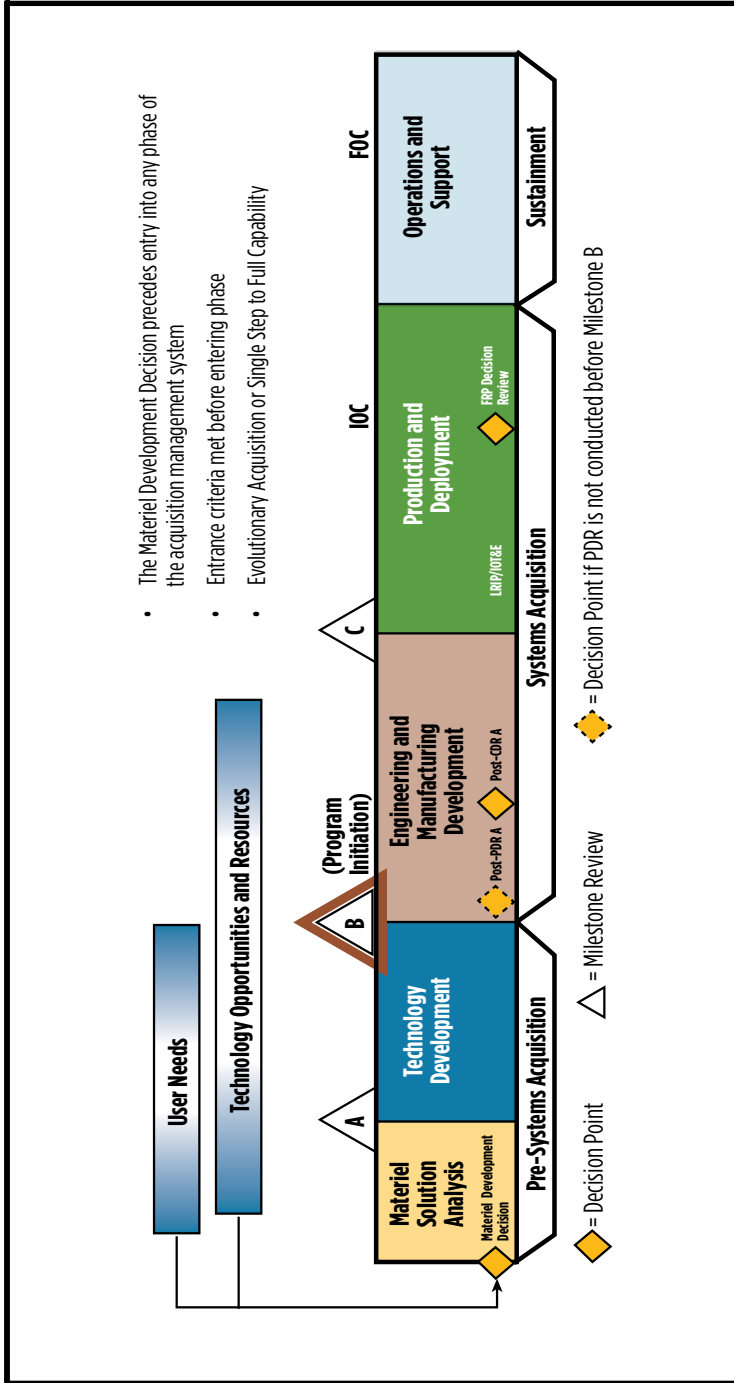 User Needs
Technology Opportunities and Resources
• The Materiel Development Decision precedes entry into any phase of
the acquisition management system
• Entrance criteria met before entering phase
• Evolutionary Acquisition or Single Step to Full Capability
A
B
(Program
Initiation)
C
IOC
FOC
Materiel
Solution
Analysis
Materiel Development
Decision
Technology
Development
Engineering and
Manufacturing
Development
Post-PDR A
Post-CDR A
Production and
Deployment
LRIP/IOT&E
FRP Decision
Review
Operations and
Support
Pre-Systems Acquisition
Systems Acquisition
Sustainment
= Decision Point
= Milestone Review
= Decision Point if PDR is not conducted before Milestone B